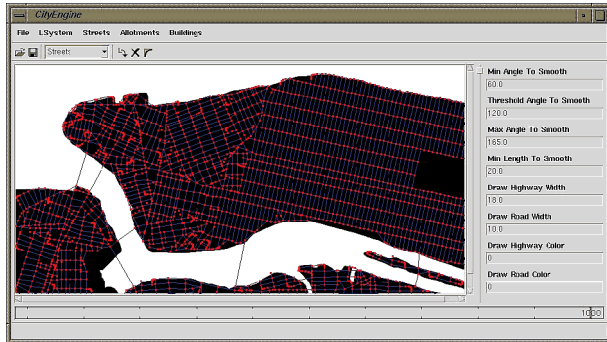 CityEngine
File LSystem Streets Allotments Buildings
Streets
Min Angle To Smooth
60.0
Threshold Angle To Smooth
120.0
Max Angle To Smooth
165.0
Min Length To Smooth
20.0
Draw Highway Width
18.0
Draw Road Width
10.0
Draw Highway Color
0
Draw Road Color
0
1000